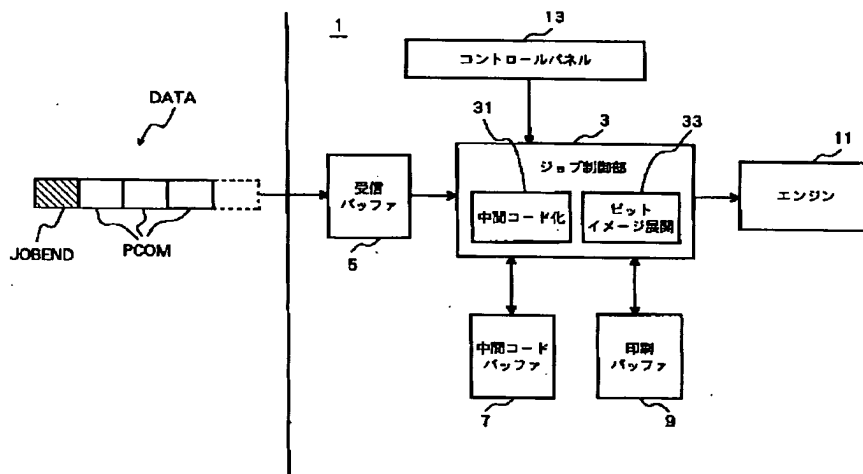 1
13
コントロールパネル
DATA
31
3
33
11
ジョブ制御部
受信
バッファ
中間コード化
ビット
イメージ展開
エンジン
JOBEND
PCOM
5
中間コード
バッファ
印刷
バッファ
7
9